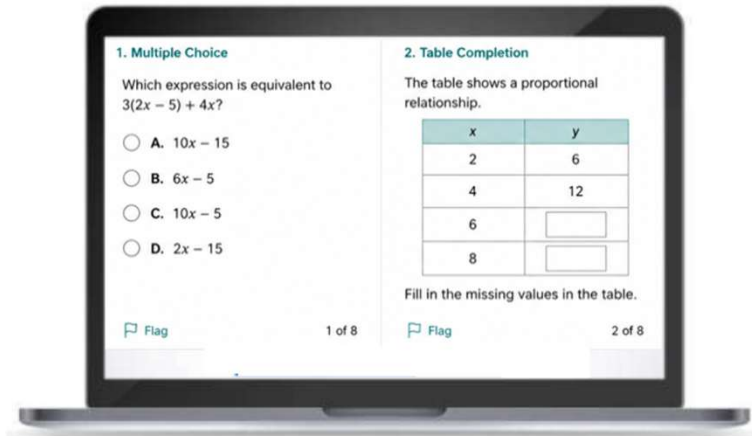 1. Multiple Choice
Which expression is equivalent to
3(2x – 5) + 4x?
A. 10x – 15
B. 6x – 5
C. 10x – 5
D. 2x – 15
Flag
1 of 8
2. Table Completion
The table shows a proportional
relationship.
x y
2 6
4 12
6
8
Fill in the missing values in the table.
Flag
2 of 8